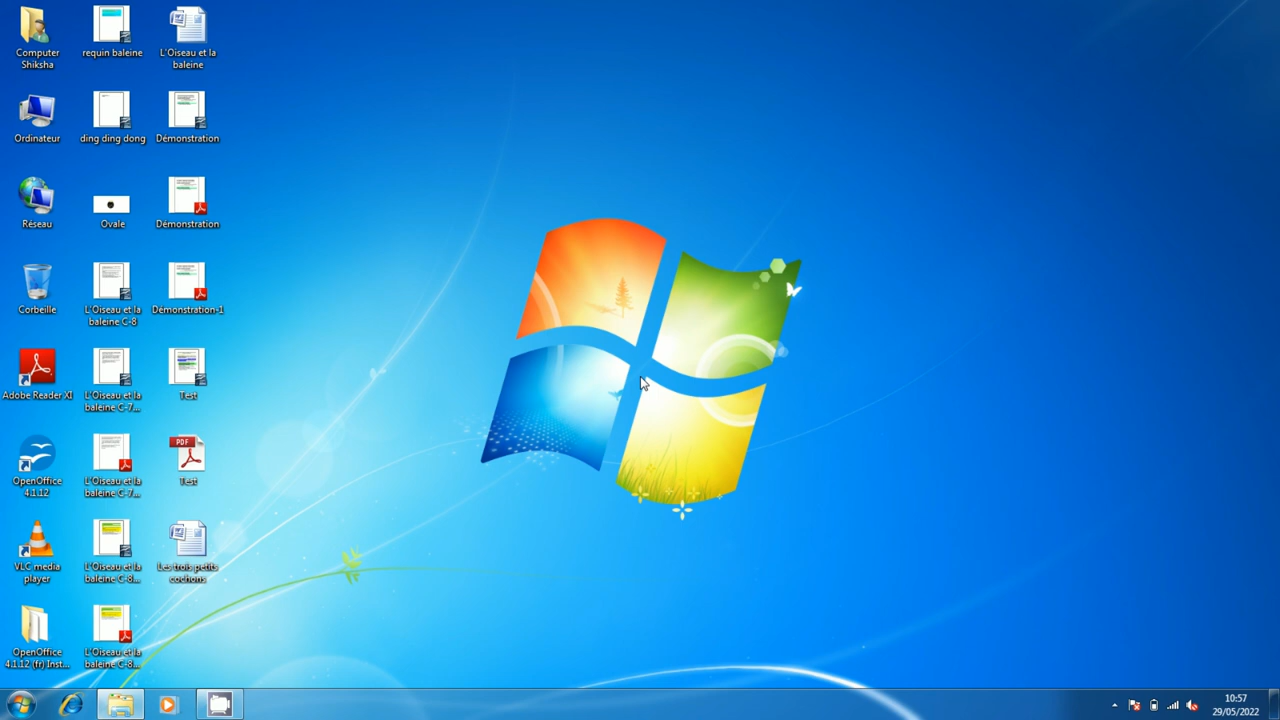 Computer
Shiksha
Ordinateur
Réseau
Corbeille
Adobe Reader XI
OpenOffice
4.1.12
VLC media
player
OpenOffice
4.1.12 (fr) Inst...
requin baleine
ding ding dong
Ovale
L'Oiseau et la
baleine C-8
L'Oiseau et la
baleine C-7...
L'Oiseau et la
baleine C-7...
L'Oiseau et la
baleine C-8...
L'Oiseau et la
baleine C-8...
L'Oiseau et la
baleine
Démonstration
Démonstration
Démonstration-1
Test
PDF
Test
Les trois petits
cochons
10:57
29/05/2022